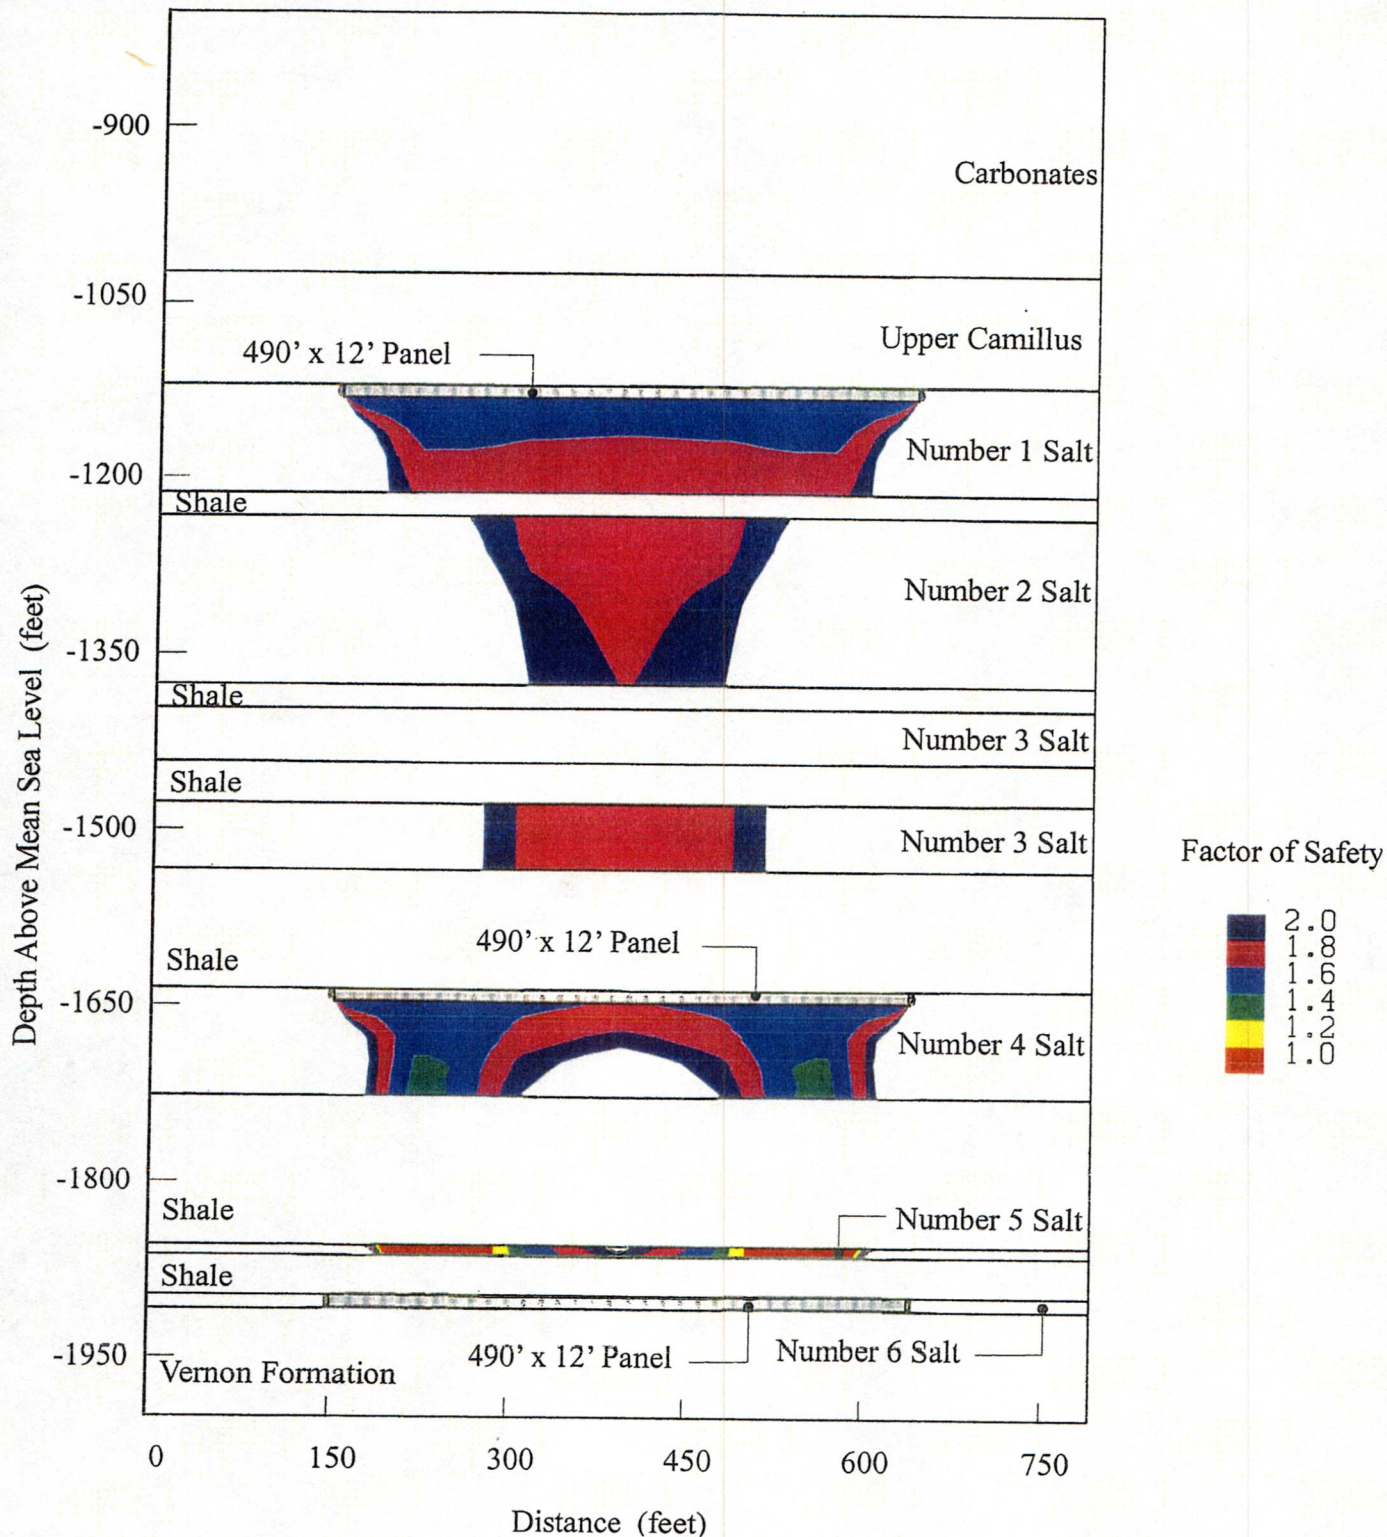 -900
Carbonates
-1050
Upper Camillus
490' x 12' Panel
Number 1 Salt
-1200
Shale
Number 2 Salt
-1350
Shale
Number 3 Salt
Shale
-1500
Number 3 Salt
490' x 12' Panel
Shale
-1650
Number 4 Salt
-1800
Shale
Number 5 Salt
Shale
490' x 12' Panel
Number 6 Salt
-1950
Vernon Formation
0
150
300
450
600
750
Distance (feet)
Depth Above Mean Sea Level (feet)
Factor of Safety
2.0
1.8
1.6
1.4
1.2
1.0